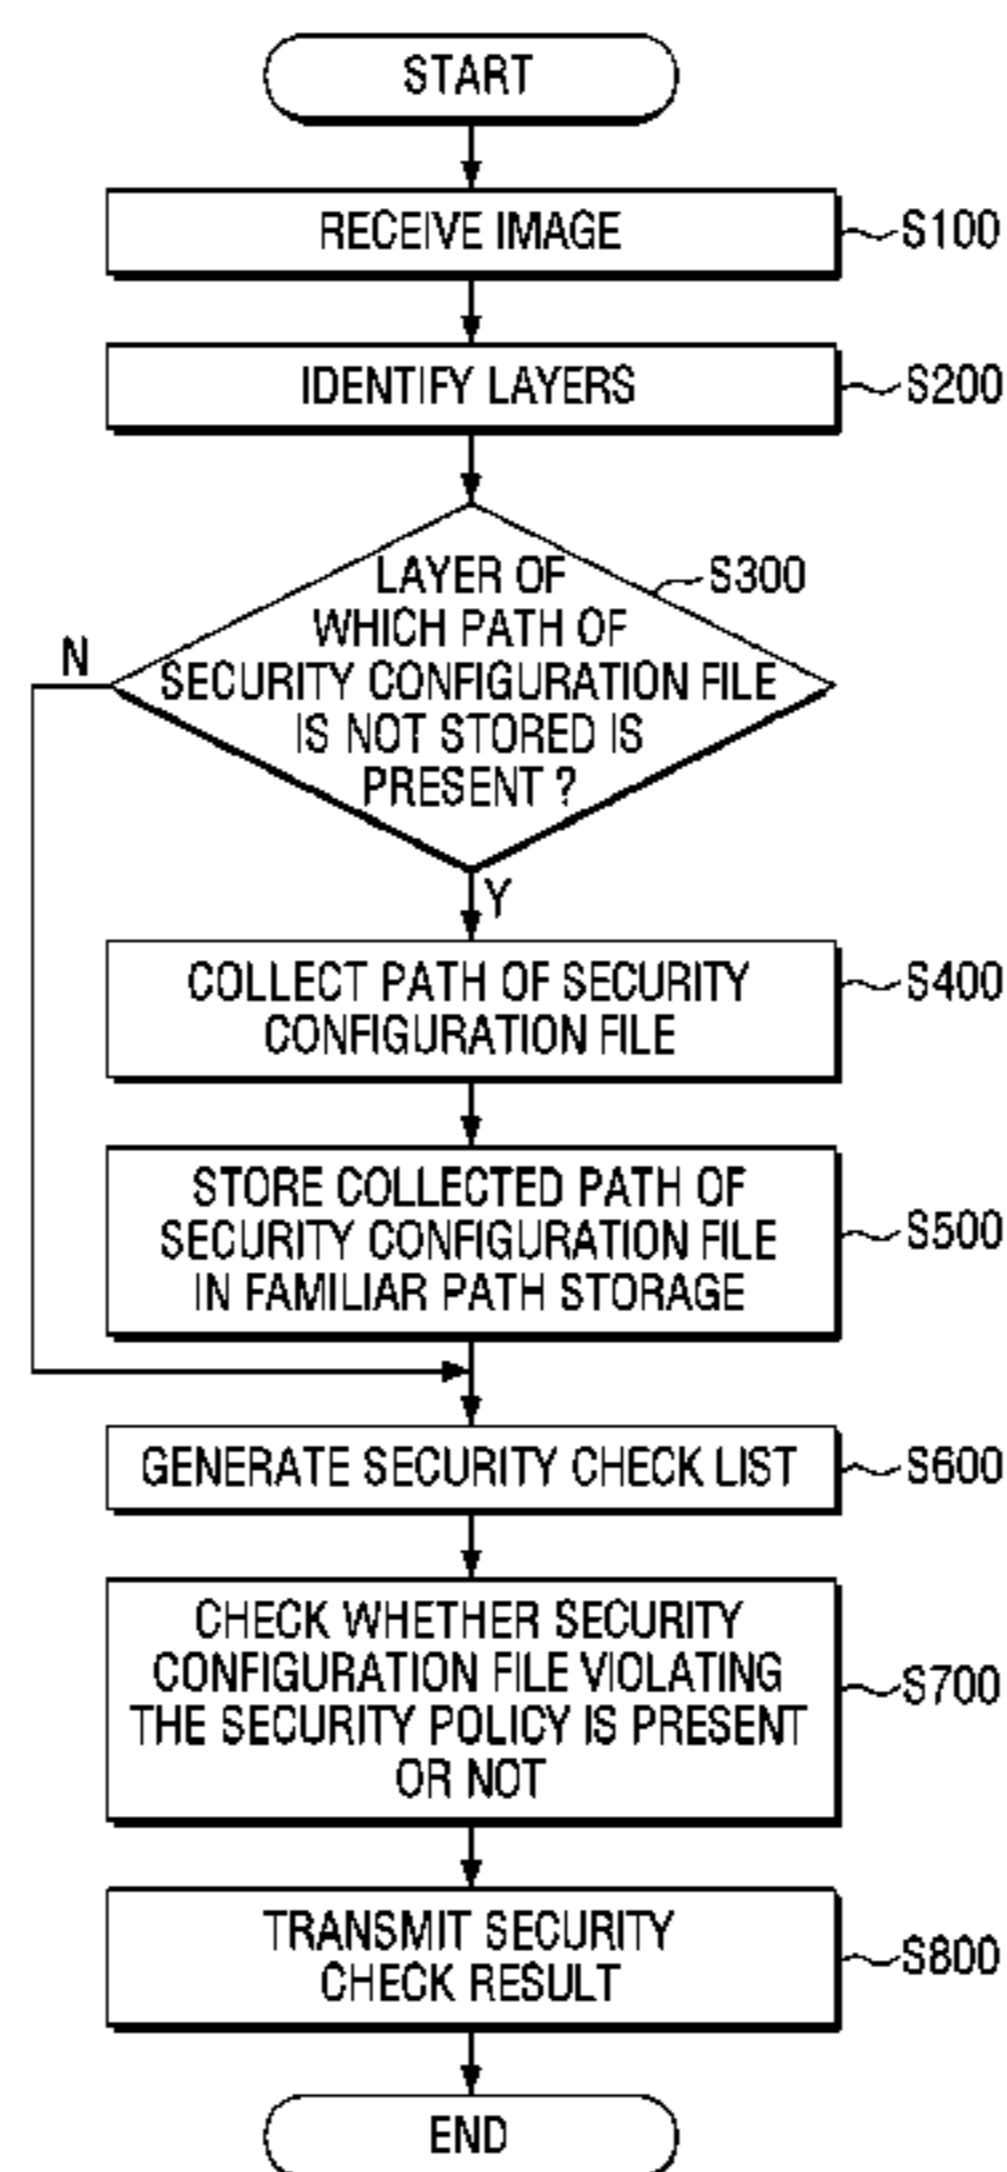 START
RECEIVE IMAGE
S100
IDENTIFY LAYERS
S200
LAYER OF
WHICH PATH OF
SECURITY CONFIGURATION FILE
IS NOT STORED IS
PRESENT ?
S300
N
Y
COLLECT PATH OF SECURITY
CONFIGURATION FILE
S400
STORE COLLECTED PATH OF
SECURITY CONFIGURATION FILE
IN FAMILIAR PATH STORAGE
S500
GENERATE SECURITY CHECK LIST
S600
CHECK WHETHER SECURITY
CONFIGURATION FILE VIOLATING
THE SECURITY POLICY IS PRESENT
OR NOT
S700
TRANSMIT SECURITY
CHECK RESULT
S800
END